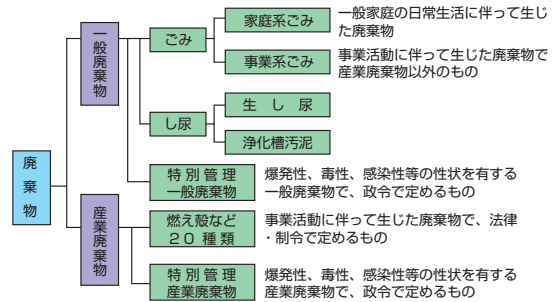 廃棄物
一般廃棄物
ごみ
家庭系ごみ
一般家庭の日常生活に伴って生じ
た廃棄物
事業系ごみ
事業活動に伴って生じた廃棄物で
産業廃棄物以外のもの
し尿
生し尿
浄化槽汚泥
特別管理
一般廃棄物
爆発性、毒性、感染性等の性状を有する
一般廃棄物で、政令で定めるもの
産業廃棄物
燃え殻など
２０種類
事業活動に伴って生じた廃棄物で、法律
・制令で定めるもの
特別管理
産業廃棄物
爆発性、毒性、感染性等の性状を有する
産業廃棄物で、政令で定めるもの